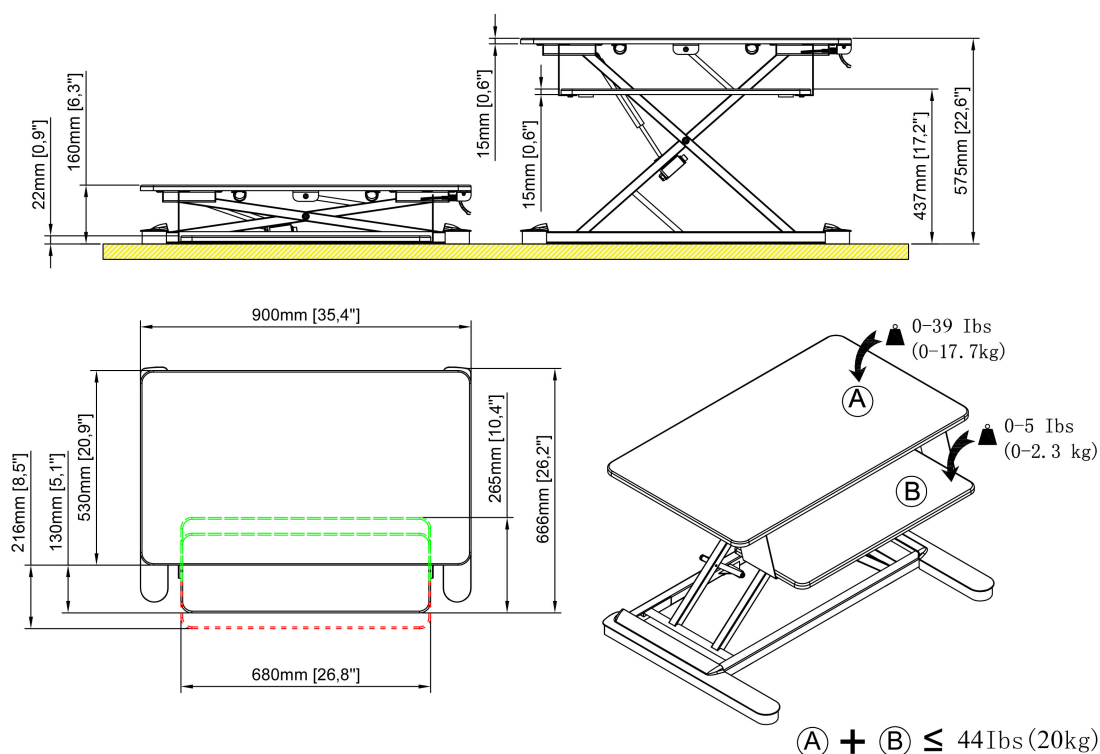 160mm [6,3"]
22mm [0,9"]
15mm [0,6"]
15mm [0,6"]
437mm [17,2"]
575mm [22,6"]
900mm [35,4"]
216mm [8,5"]
130mm [5,1"]
530mm [20,9"]
265mm [10,4"]
666mm [26,2"]
680mm [26,8"]
0-39 Ibs
(0-17.7kg)
A
0-5 Ibs
(0-2.3 kg)
B
A + B ≤ 44Ibs(20kg)